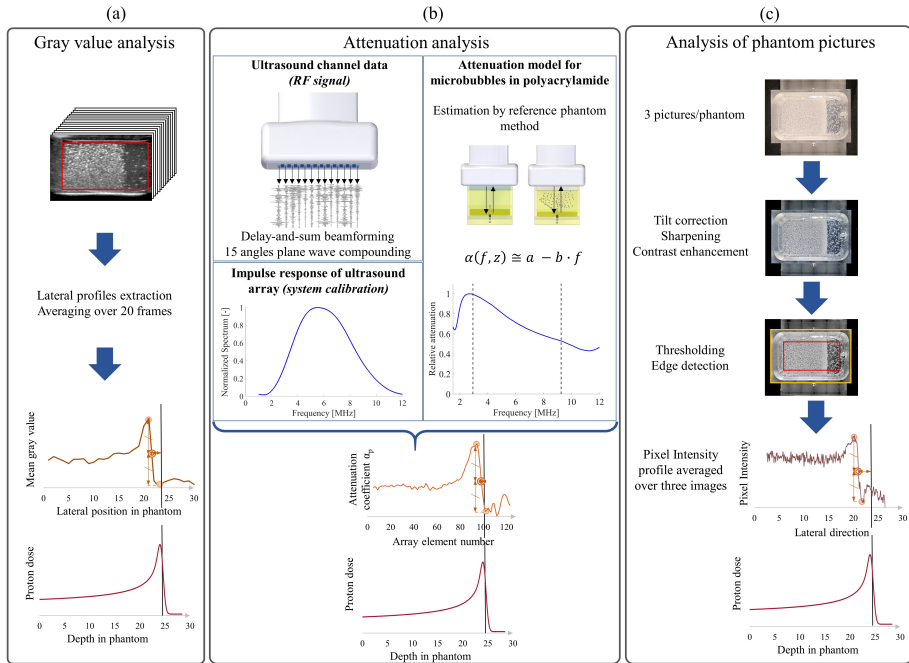 (a)
Gray value analysis
Lateral profiles extraction
Averaging over 20 frames
Mean gray value
0 5 10 15 20 25 30
Lateral position in phantom
Proton dose
0 5 10 15 20 25 30
Depth in phantom
(b)
Attenuation analysis
Ultrasound channel data
(RF signal)
Delay-and-sum beamforming
15 angles plane wave compounding
Attenuation model for
microbubbles in polyacrylamide
Estimation by reference phantom
method
α(f, z) ≅ a − b · f
Impulse response of ultrasound
array (system calibration)
Normalized Spectrum [-]
1
0.8
0.6
0.4
0.2
0
0 2 4 6 8 10 12
Frequency [MHz]
Relative attenuation
1
0.8
0.6
0.4
0.2
0
2 4 6 8 10 12
Frequency [MHz]
Attenuation
coefficient αp
0 20 40 60 80 100 120
Array element number
Proton dose
0 5 10 15 20 25 30
Depth in phantom
(c)
Analysis of phantom pictures
3 pictures/phantom
Tilt correction
Sharpening
Contrast enhancement
Thresholding
Edge detection
Pixel Intensity
profile averaged
over three images
Pixel Intensity
0 5 10 15 20 25 30
Lateral direction
Proton dose
0 5 10 15 20 25 30
Depth in phantom